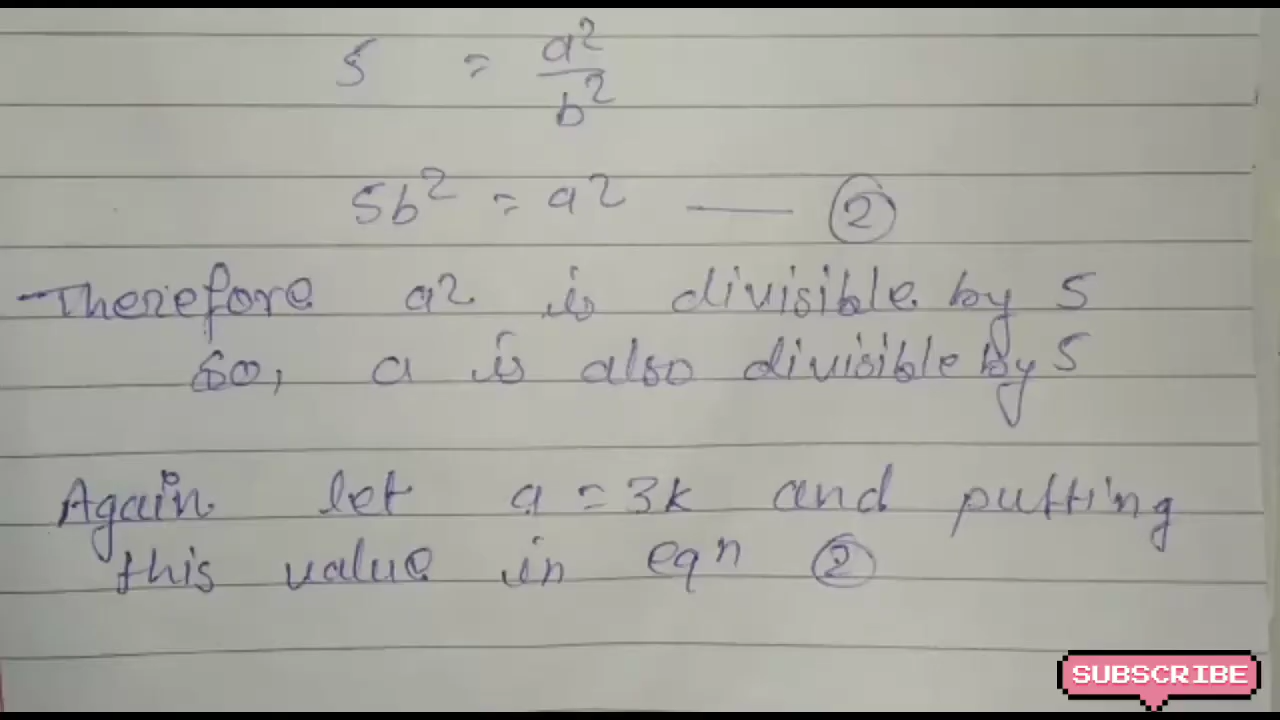 5 = a²/b²
5b² = a² — ②
Therefore a² is divisible by 5
So, a is also divisible by 5
Again let a = 3k and putting
this value in eqn ②
SUBSCRIBE